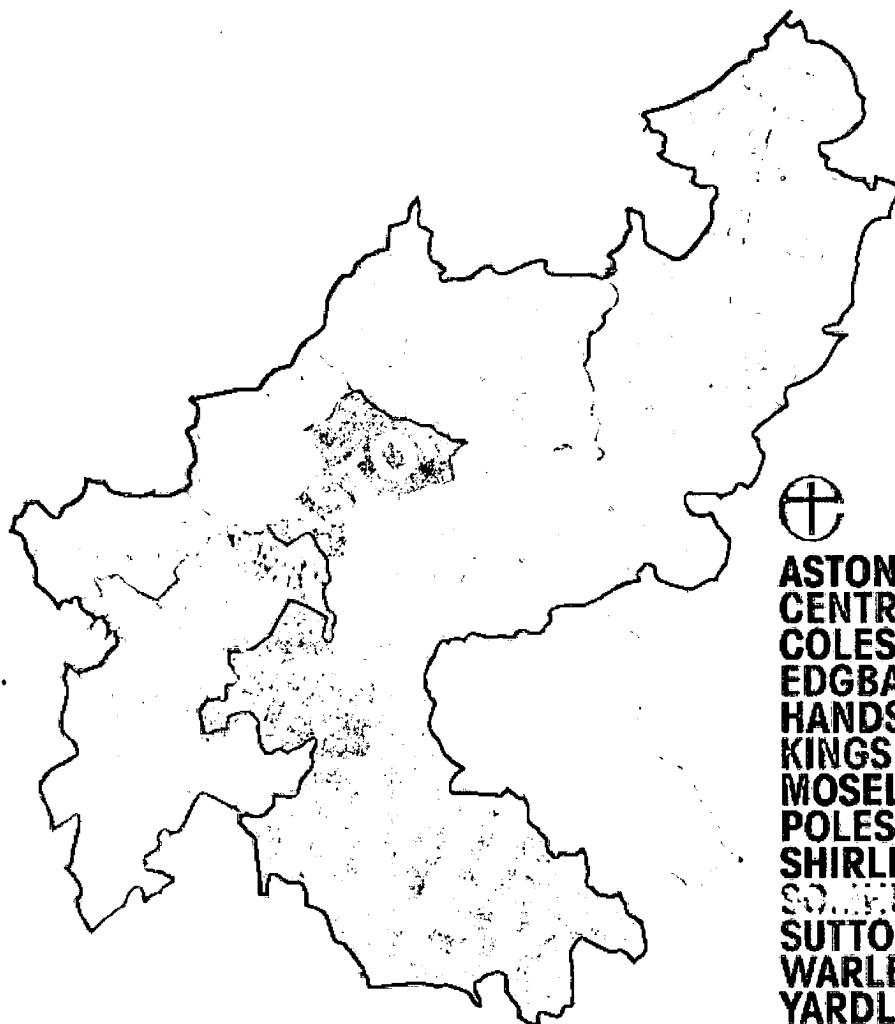 ASTON
CENTR
COLES
EDGBA
HANDS
KINGS
MOSEL
POLES
SHIRL
SUTTO
WARLE
YARDL